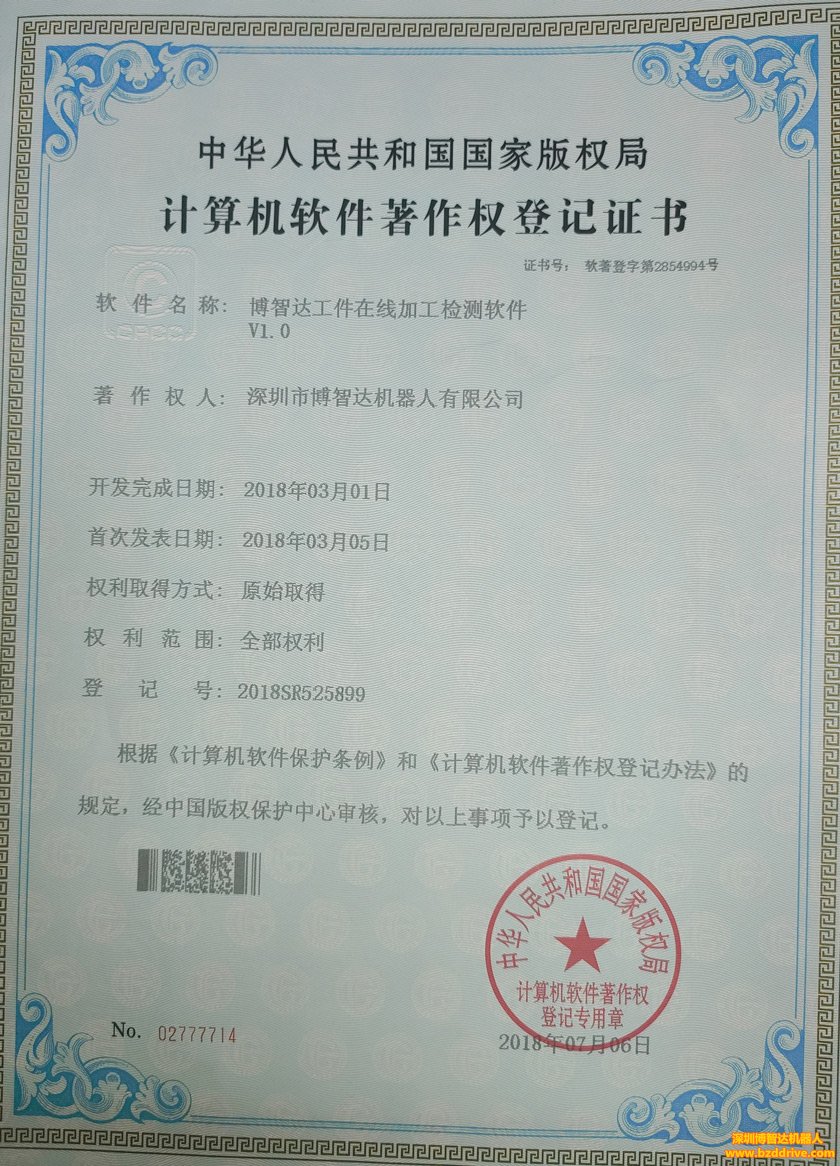 中华人民共和国国家版权局
计算机软件著作权登记证书
证书号： 软著登字第2854994号
软件名称： 博智达工件在线加工检测软件
V1.0
著作权人： 深圳市博智达机器人有限公司
开发完成日期： 2018年03月01日
首次发表日期： 2018年03月05日
权利取得方式： 原始取得
权利范围： 全部权利
登记号： 2018SR525899
根据《计算机软件保护条例》和《计算机软件著作权登记办法》的
规定，经中国版权保护中心审核，对以上事项予以登记。
中华人民共和国国家版权局
计算机软件著作权
登记专用章
No. 02777714
2018年07月06日
深圳博智达机器人
www.bzddrive.com